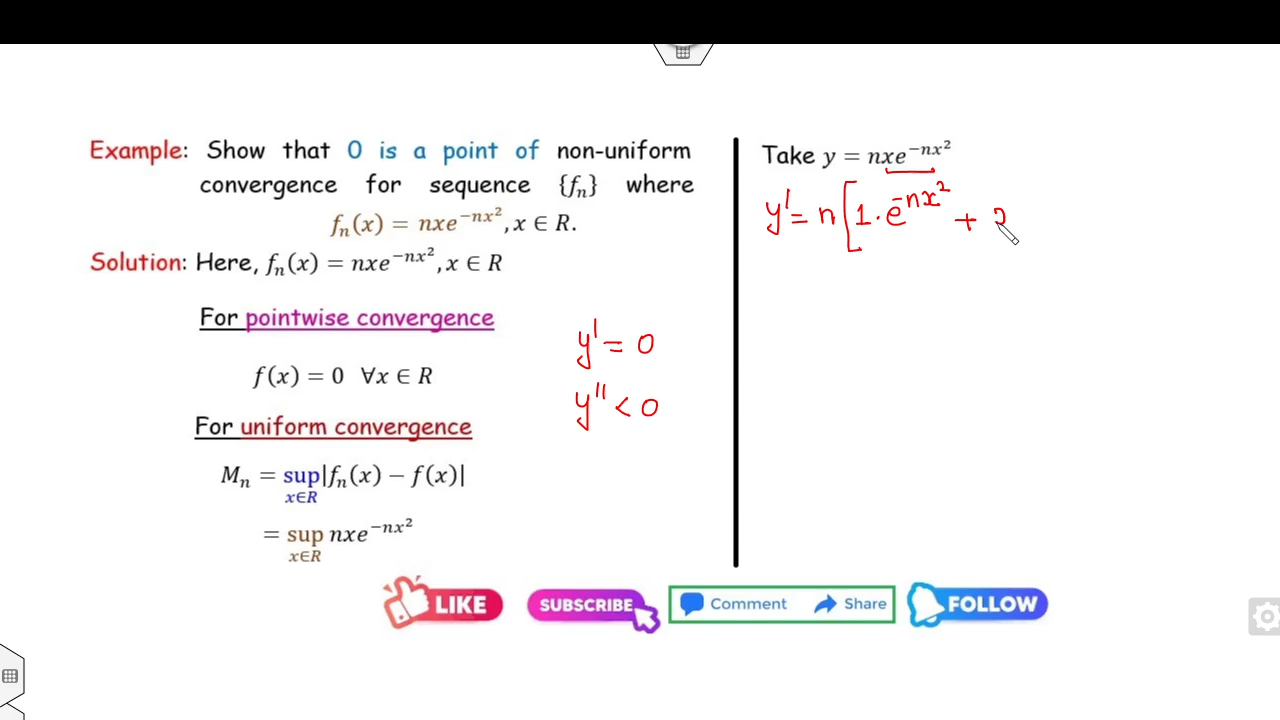 Example: Show that 0 is a point of non-uniform
convergence for sequence {fₙ} where
fₙ(x) = nxe^{-nx²}, x ∈ R.
Solution: Here, fₙ(x) = nxe^{-nx²}, x ∈ R
For pointwise convergence
f(x) = 0 ∀x ∈ R
For uniform convergence
Mₙ = sup|fₙ(x) − f(x)|
x∈R
= sup nxe^{-nx²}
x∈R
y' = 0
y'' < 0
Take y = nxe^{-nx²}
y' = n[1·e^{-nx²} +
LIKE
SUBSCRIBE
Comment
Share
FOLLOW